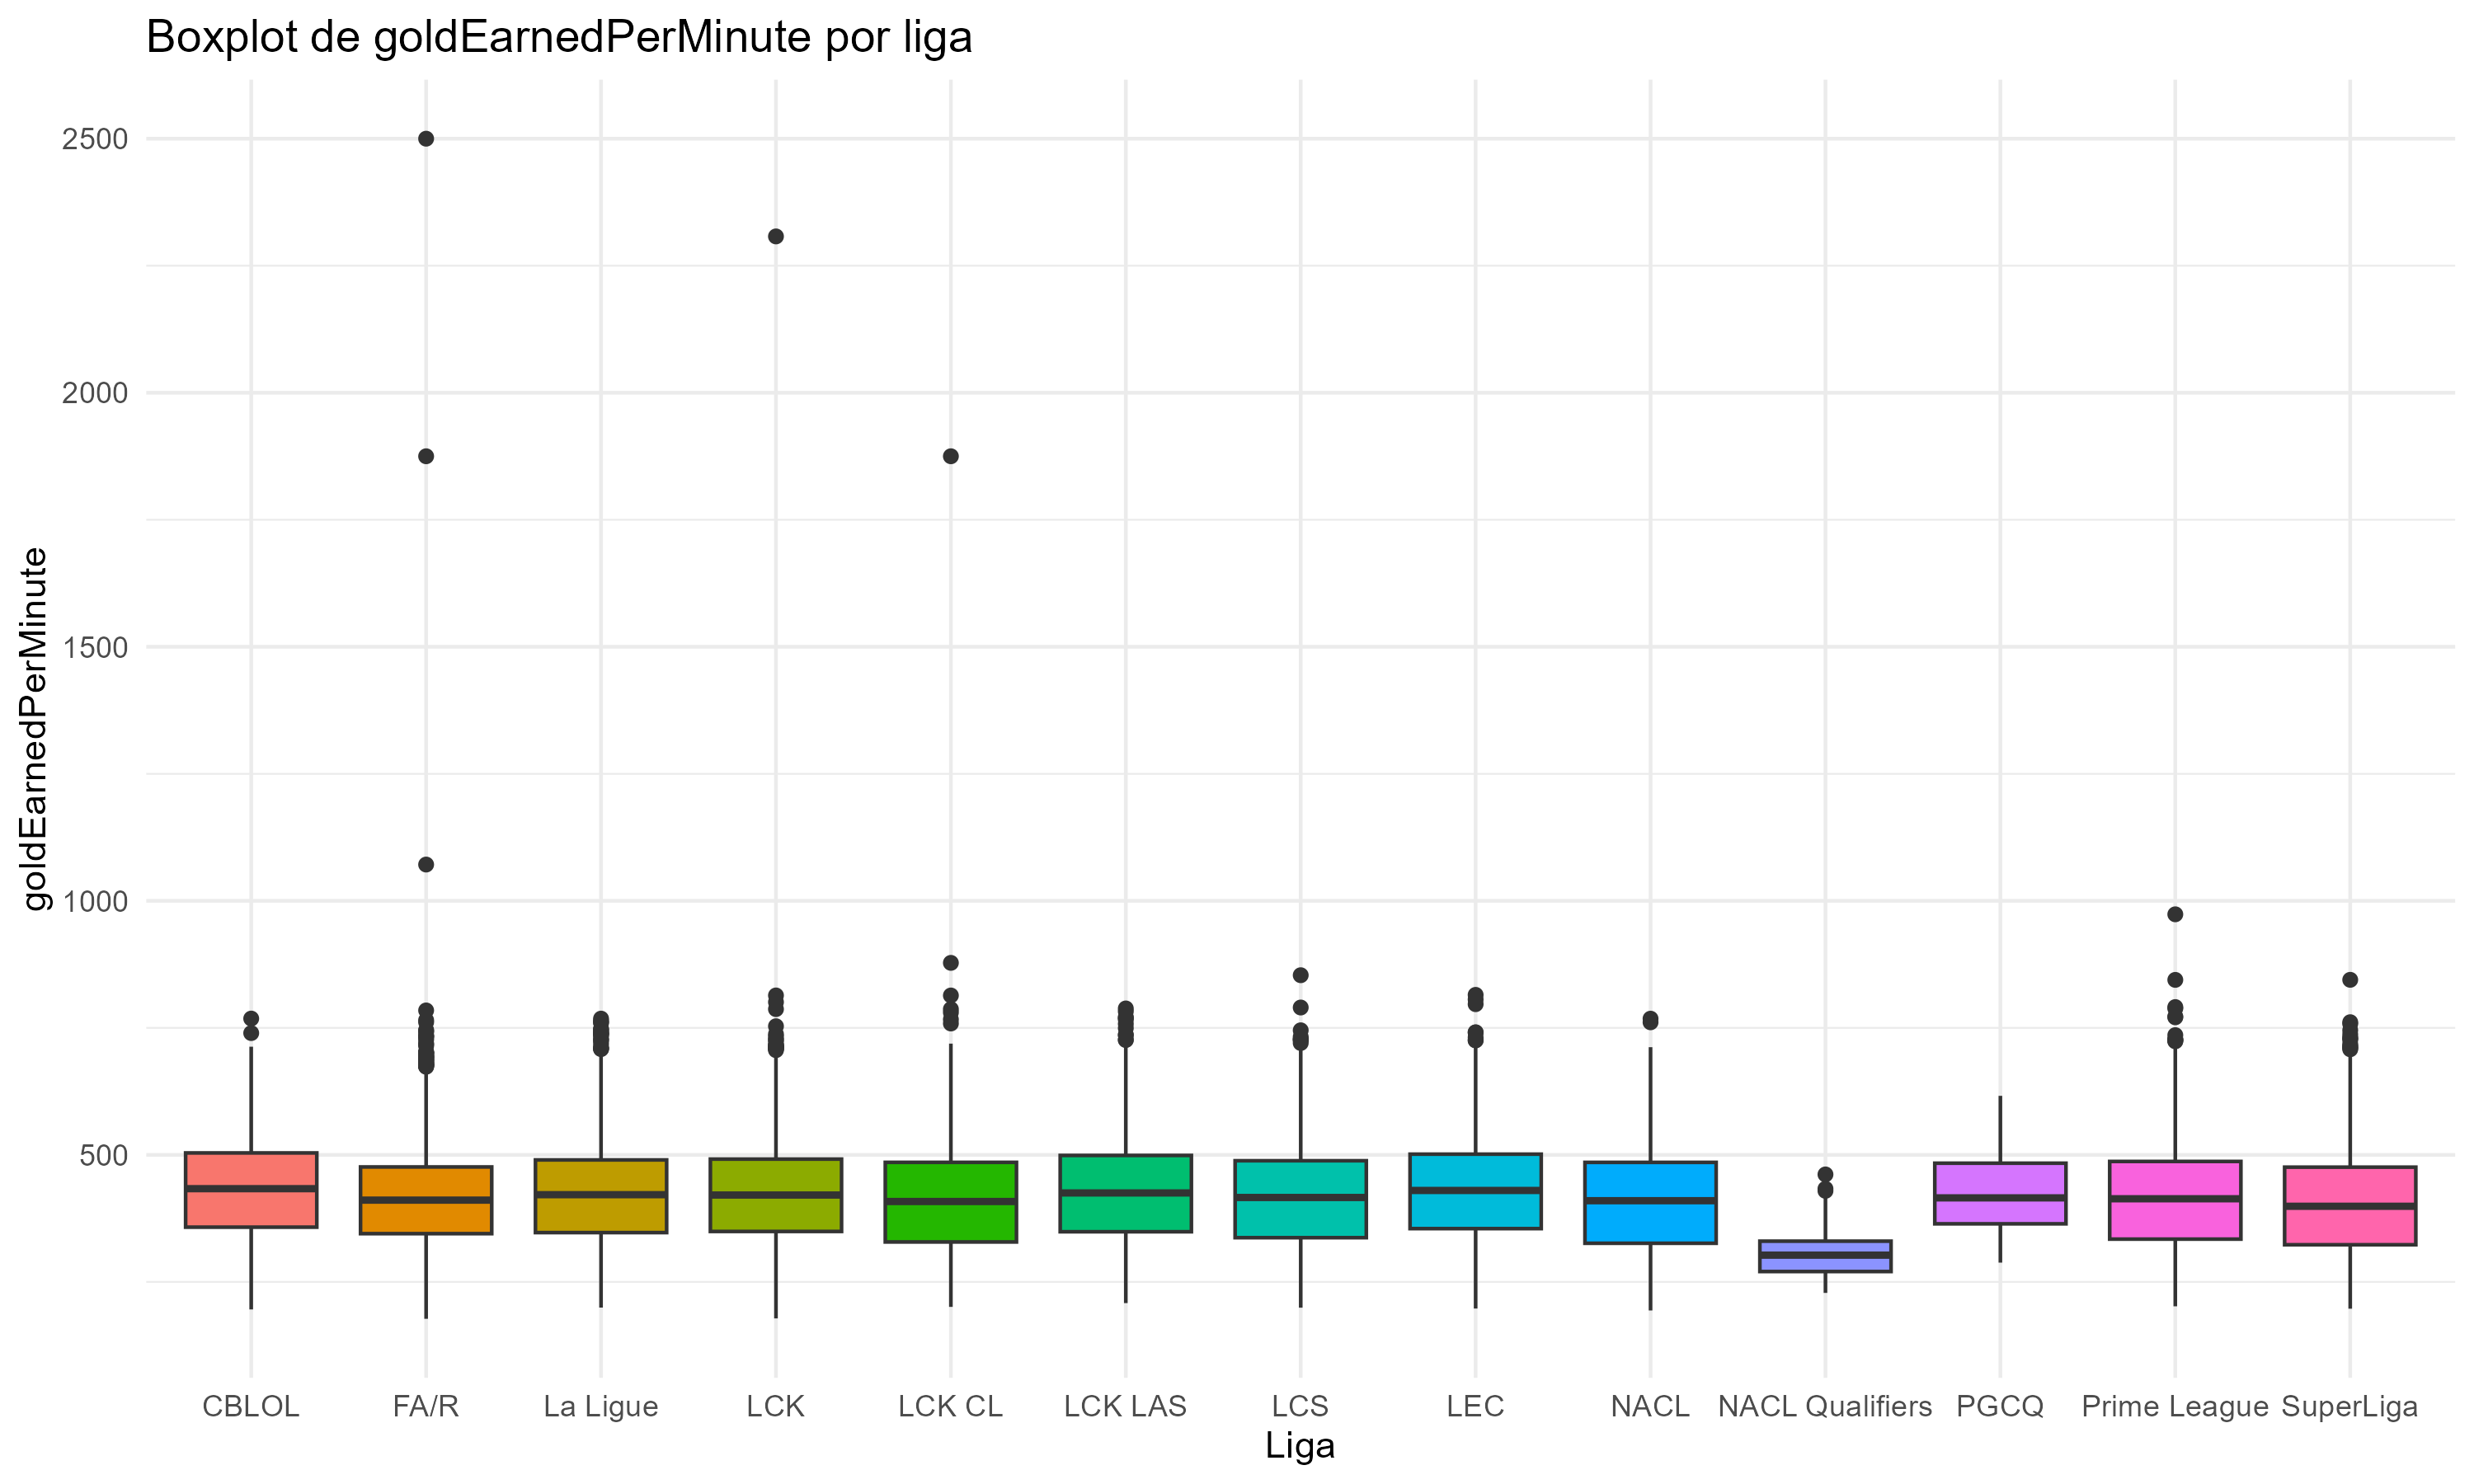 Boxplot de goldEarnedPerMinute por liga
goldEarnedPerMinute
2500
2000
1500
1000
500
CBLOL FA/R La Ligue LCK LCK CL LCK LAS LCS LEC NACL NACL Qualifiers PGCQ Prime League SuperLiga
Liga